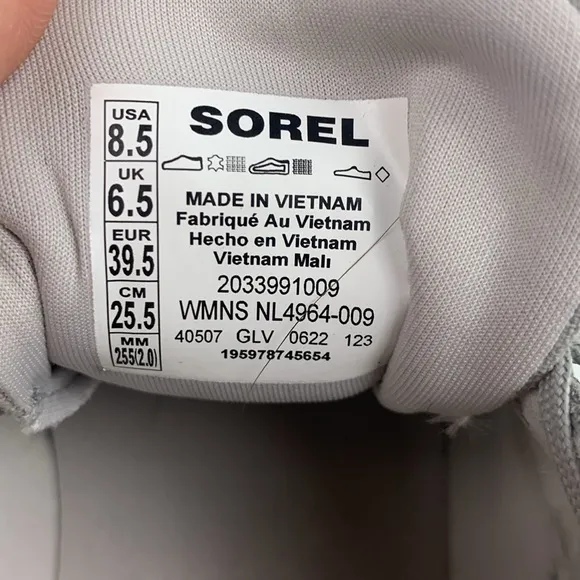 USA
8.5
UK
6.5
EUR
39.5
CM
25.5
MM
255(2.0)
SOREL
MADE IN VIETNAM
Fabriqué Au Vietnam
Hecho en Vietnam
Vietnam Malı
2033991009
WMNS NL4964-009
40507 GLV 0622 123
195978745654